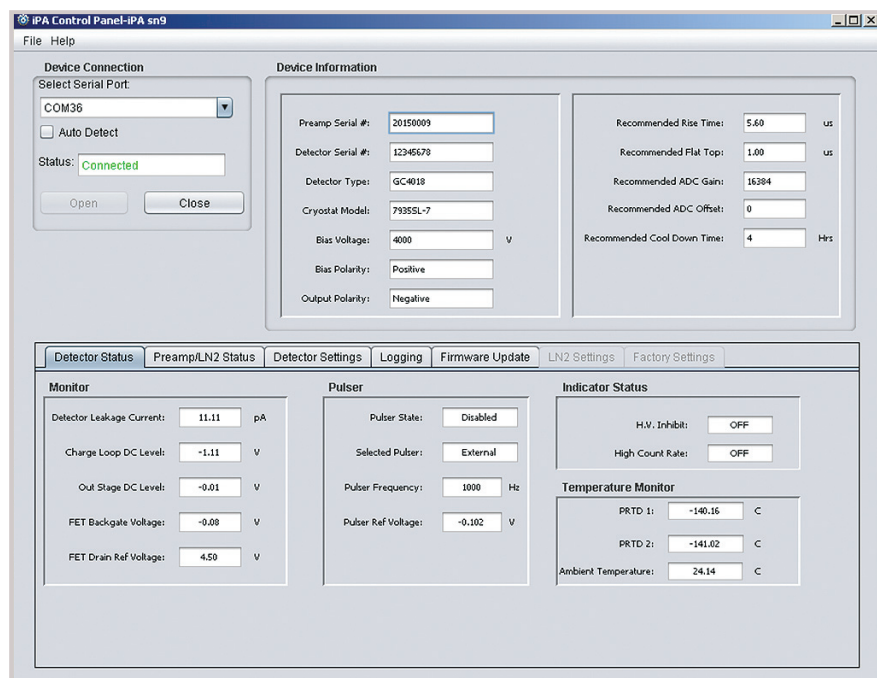 iPA Control Panel-iPA sn9
File Help
Device Connection
Select Serial Port:
COM36
Auto Detect
Status: Connected
Open Close
Device Information
Preamp Serial #: 20150009
Detector Serial #: 12345678
Detector Type: GC4018
Cryostat Model: 7935SL-7
Bias Voltage: 4000 V
Bias Polarity: Positive
Output Polarity: Negative
Recommended Rise Time: 5.60 us
Recommended Flat Top: 1.00 us
Recommended ADC Gain: 16384
Recommended ADC Offset: 0
Recommended Cool Down Time: 4 Hrs
Detector Status Preamp/LN2 Status Detector Settings Logging Firmware Update LN2 Settings Factory Settings
Monitor
Detector Leakage Current: 11.11 pA
Charge Loop DC Level: -1.11 V
Out Stage DC Level: -0.01 V
FET Backgate Voltage: -0.08 V
FET Drain Ref Voltage: 4.50 V
Pulser
Pulser State: Disabled
Selected Pulser: External
Pulser Frequency: 1000 Hz
Pulser Ref Voltage: -0.102 V
Indicator Status
H.V. Inhibit: OFF
High Count Rate: OFF
Temperature Monitor
PRTD 1: -140.16 C
PRTD 2: -141.02 C
Ambient Temperature: 24.14 C